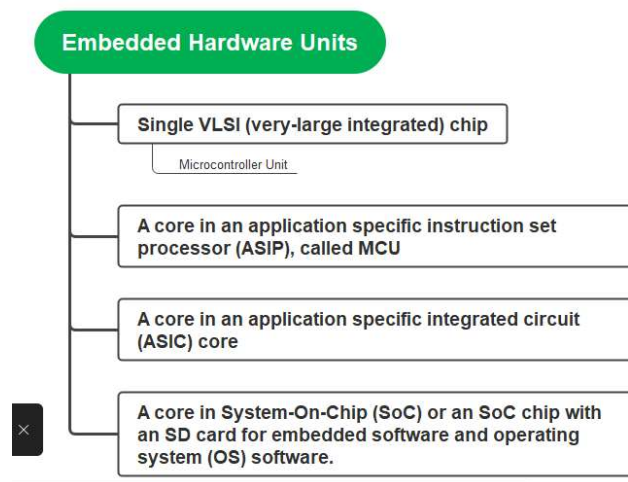 Embedded Hardware Units
Single VLSI (very-large integrated) chip
Microcontroller Unit
A core in an application specific instruction set
processor (ASIP), called MCU
A core in an application specific integrated circuit
(ASIC) core
A core in System-On-Chip (SoC) or an SoC chip with
an SD card for embedded software and operating
system (OS) software.